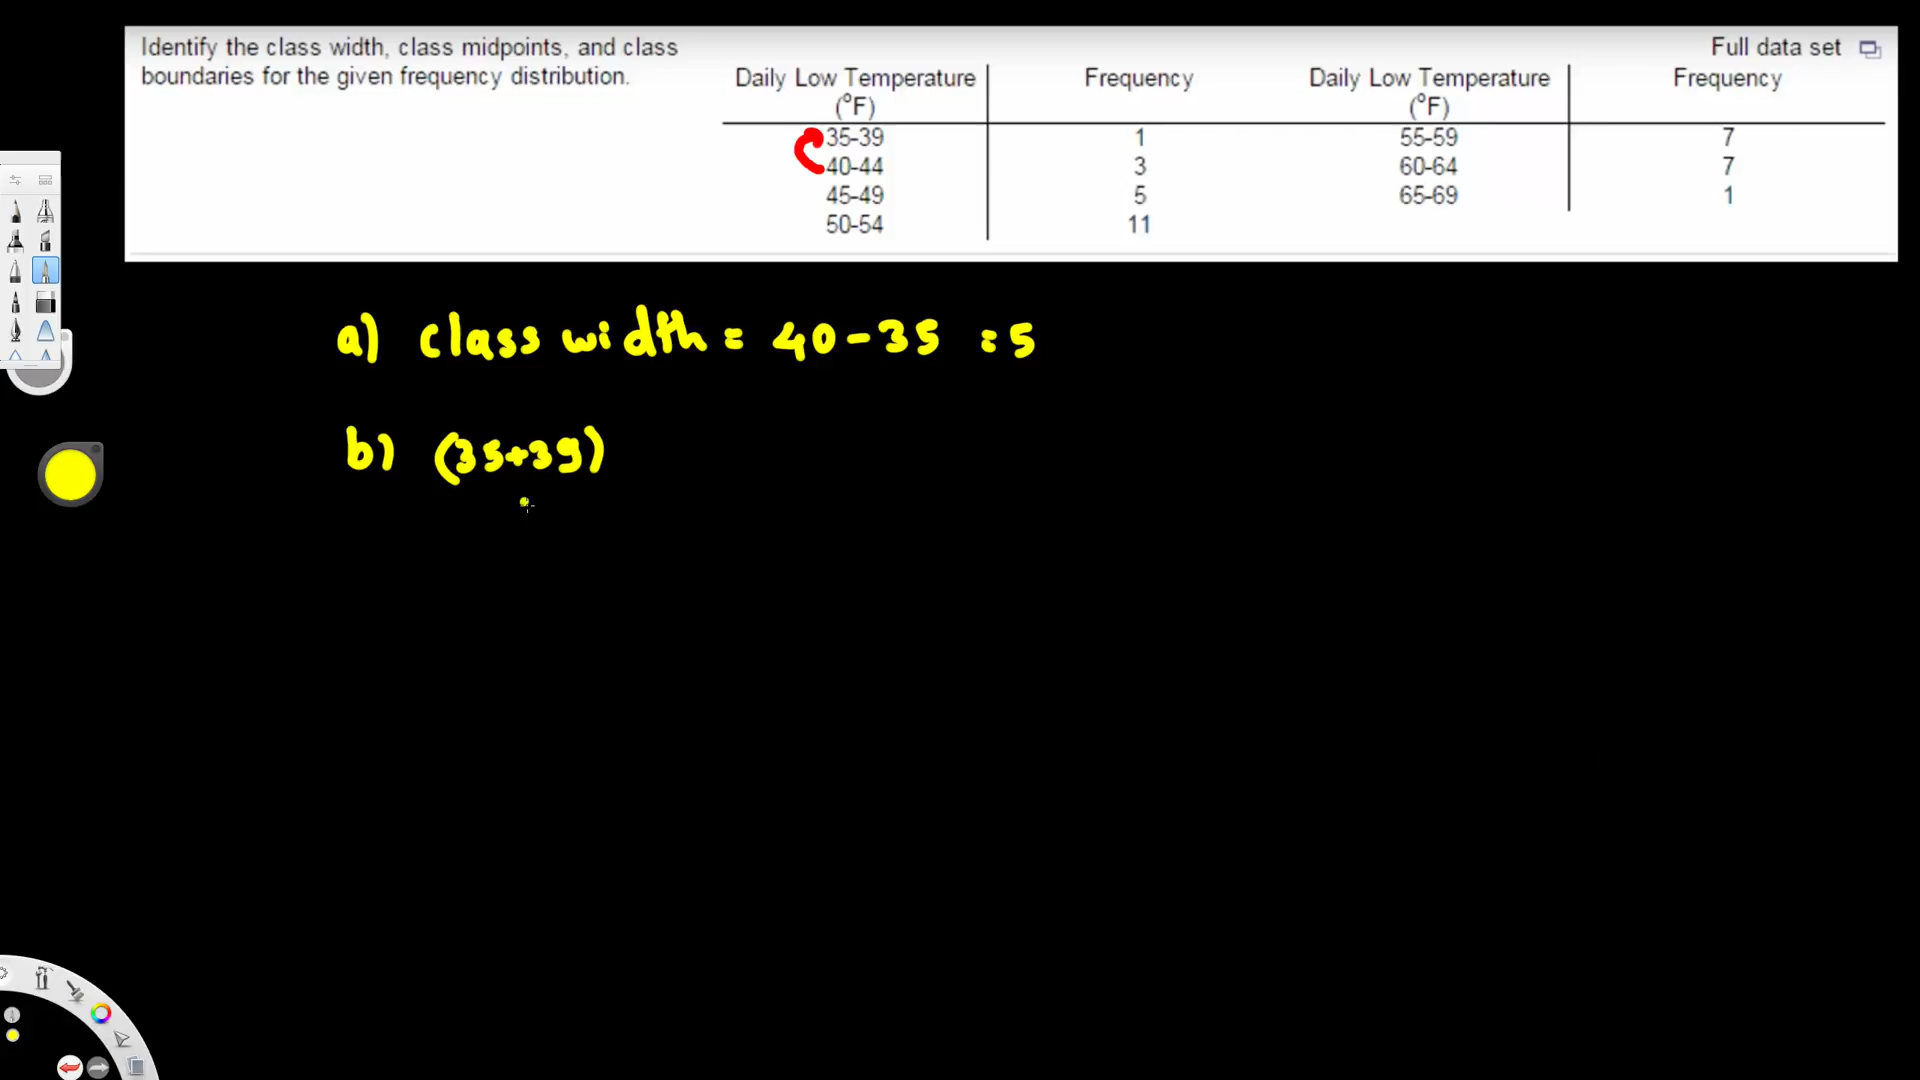 Identify the class width, class midpoints, and class
boundaries for the given frequency distribution.
Full data set
Daily Low Temperature Frequency Daily Low Temperature Frequency
(°F) (°F)
35-39 1 55-59 7
40-44 3 60-64 7
45-49 5 65-69 1
50-54 11
a) class width = 40-35 = 5
b) (35+39)